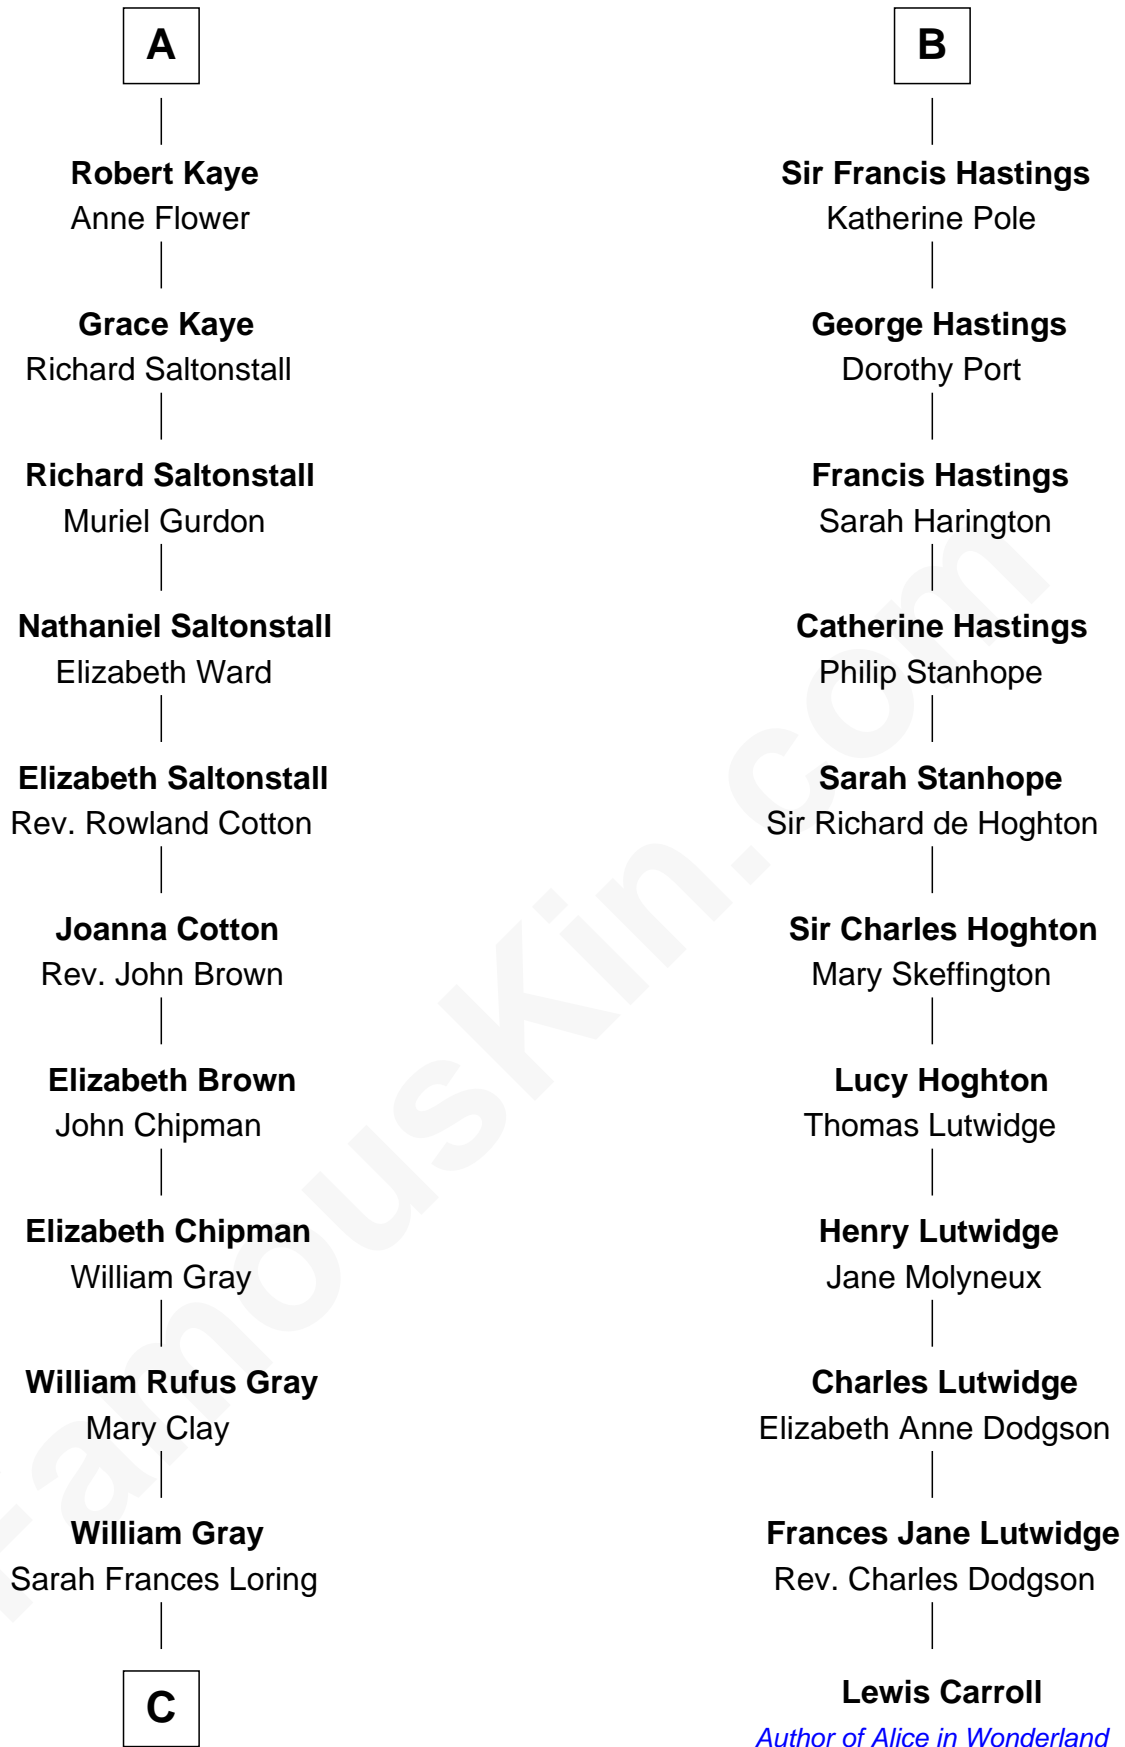 A
Robert Kaye
Anne Flower
Grace Kaye
Richard Saltonstall
Richard Saltonstall
Muriel Gurdon
Nathaniel Saltonstall
Elizabeth Ward
Elizabeth Saltonstall
Rev. Rowland Cotton
Joanna Cotton
Rev. John Brown
Elizabeth Brown
John Chipman
Elizabeth Chipman
William Gray
William Rufus Gray
Mary Clay
William Gray
Sarah Frances Loring
C
B
Sir Francis Hastings
Katherine Pole
George Hastings
Dorothy Port
Francis Hastings
Sarah Harington
Catherine Hastings
Philip Stanhope
Sarah Stanhope
Sir Richard de Hoghton
Sir Charles Hoghton
Mary Skeffington
Lucy Hoghton
Thomas Lutwidge
Henry Lutwidge
Jane Molyneux
Charles Lutwidge
Elizabeth Anne Dodgson
Frances Jane Lutwidge
Rev. Charles Dodgson
Lewis Carroll
Author of Alice in Wonderland
FamousKin.com